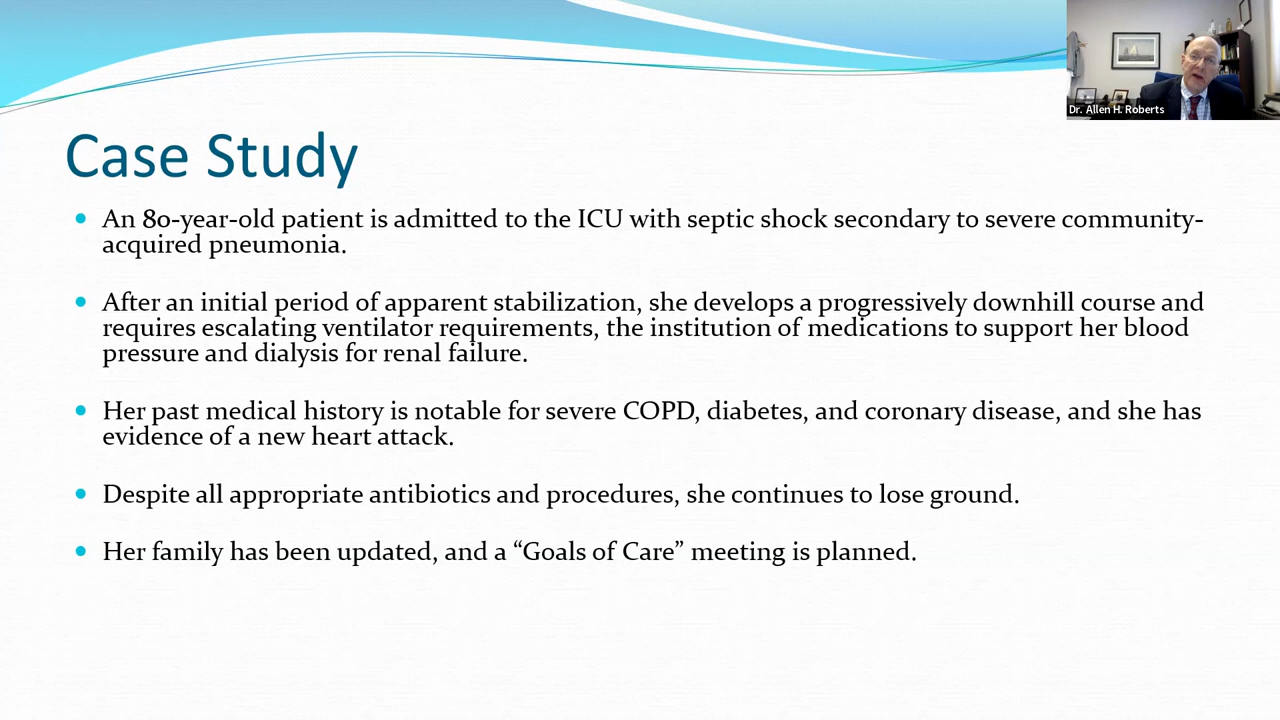 Dr. Allen H. Roberts
Case Study
An 80-year-old patient is admitted to the ICU with septic shock secondary to severe community-
acquired pneumonia.
After an initial period of apparent stabilization, she develops a progressively downhill course and
requires escalating ventilator requirements, the institution of medications to support her blood
pressure and dialysis for renal failure.
Her past medical history is notable for severe COPD, diabetes, and coronary disease, and she has
evidence of a new heart attack.
Despite all appropriate antibiotics and procedures, she continues to lose ground.
Her family has been updated, and a “Goals of Care” meeting is planned.